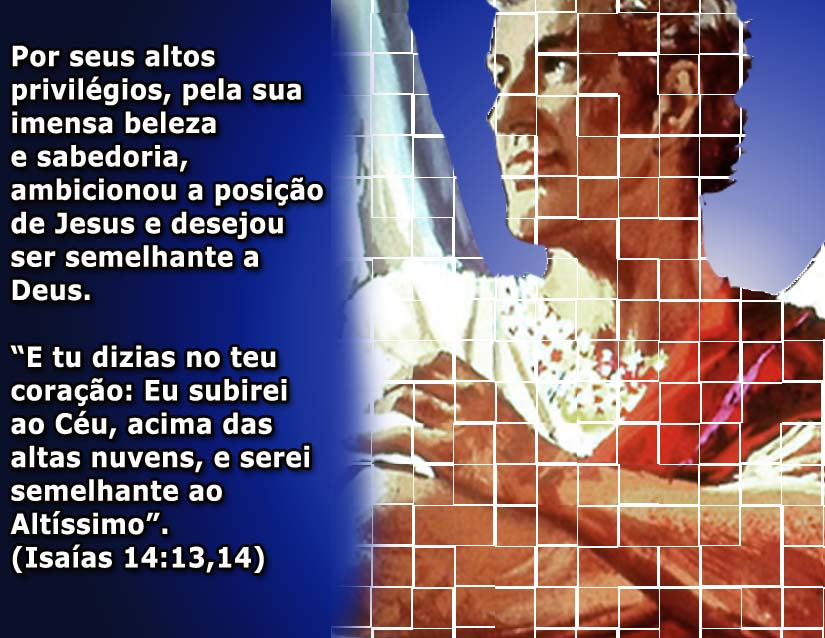 Por seus altos
privilégios, pela sua
imensa beleza
e sabedoria,
ambicionou a posição
de Jesus e desejou
ser semelhante a
Deus.
“E tu dizias no teu
coração: Eu subirei
ao Céu, acima das
altas nuvens, e serei
semelhante ao
Altíssimo”.
(Isaías 14:13,14)